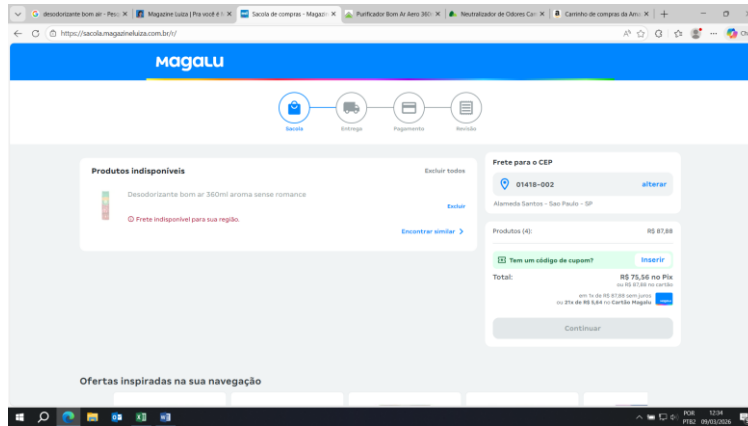 desodorizante bom air - Pesc
Magazine Luiza | Pra você é
Sacola de compras - Magazi
Purificador Bom Ar Aero 360
Neutralizador de Odores Car
Carrinho de compras da Ama
https://sacola.magazineluiza.com.br/r/
Magalu
Sacola
Entrega
Pagamento
Revisão
Produtos indisponíveis
Excluir todos
Desodorizante bom ar 360ml aroma sense romance
Excluir
Frete indisponível para sua região.
Encontrar similar
Frete para o CEP
01418-002
alterar
Alameda Santos - Sao Paulo - SP
Produtos (4):
R$ 87,88
Tem um código de cupom?
Inserir
Total:
R$ 75,56 no Pix
ou R$ 87,88 no cartão
em 1x de R$ 87,88 sem juros
ou 21x de R$ 5,84 no Cartão Magalu
Continuar
Ofertas inspiradas na sua navegação
POR
PTB2
12:34
09/03/2026